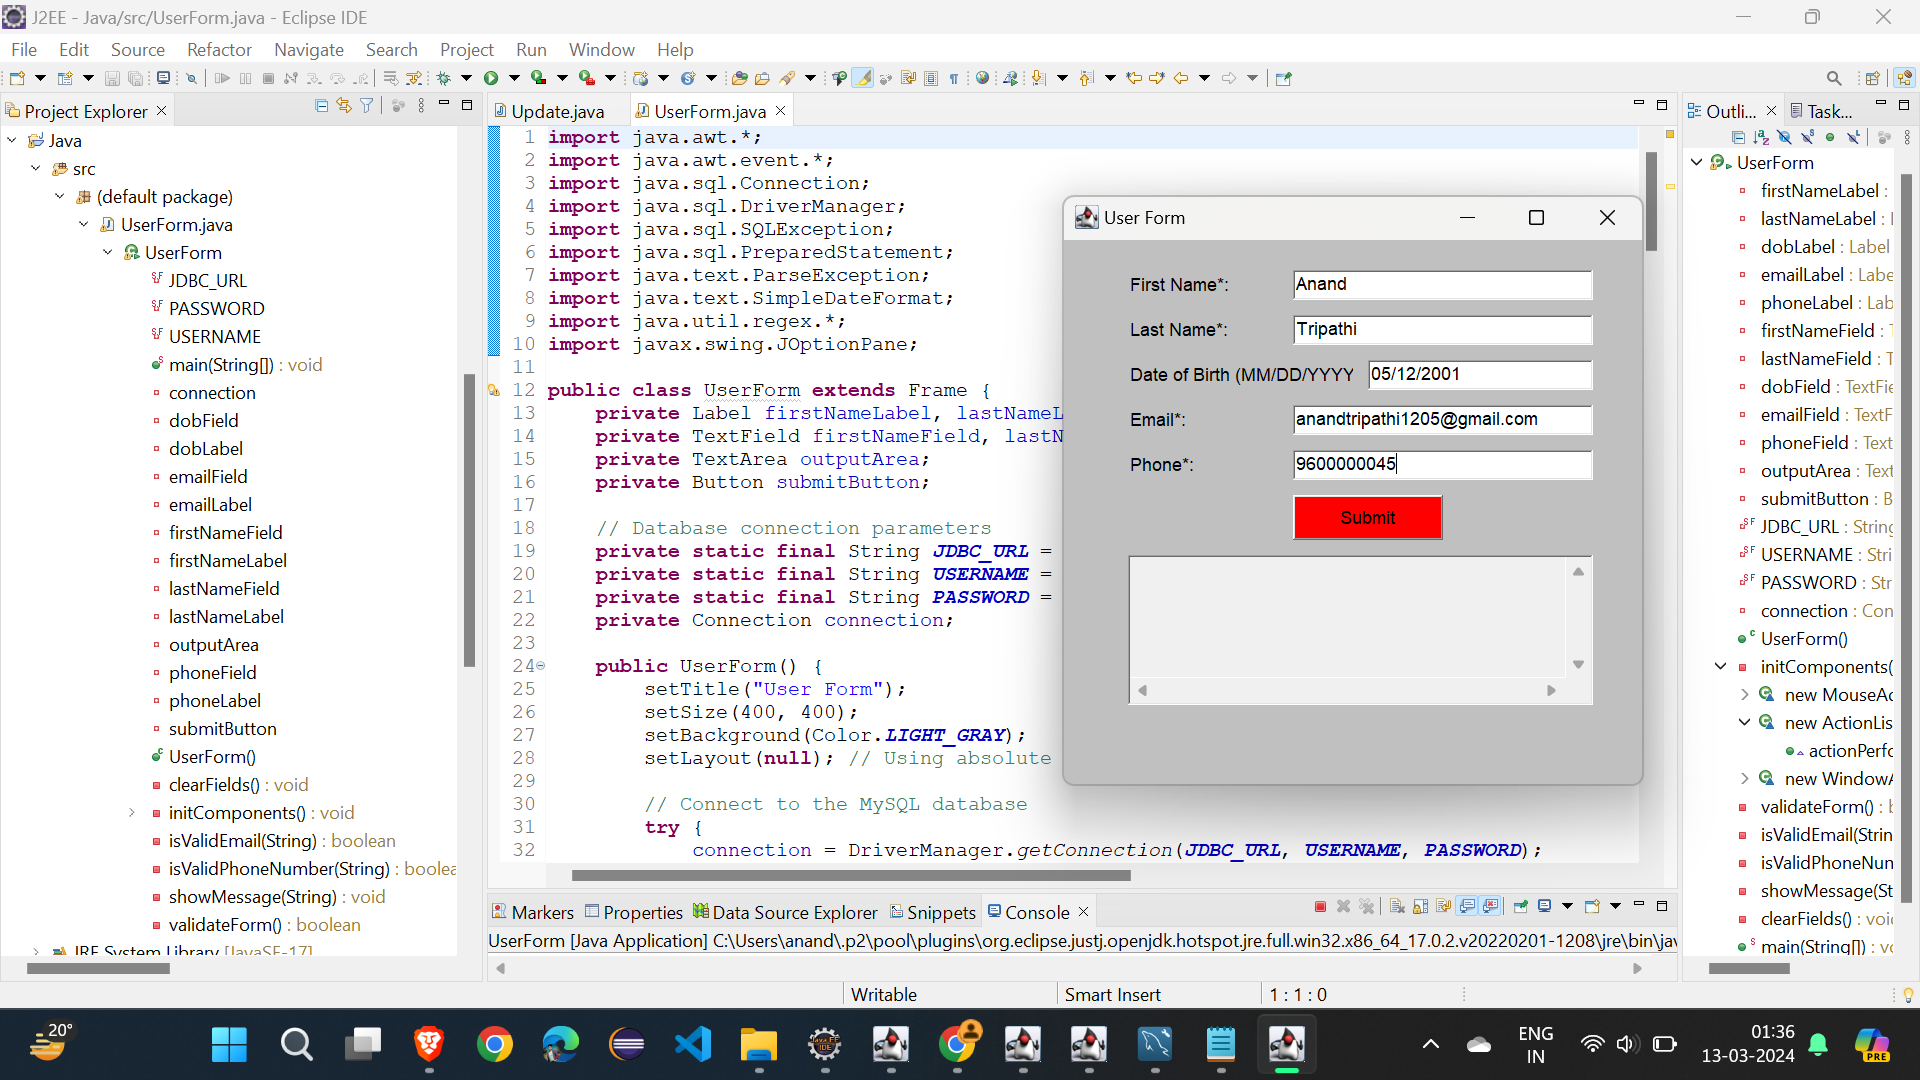 J2EE - Java/src/UserForm.java - Eclipse IDE
File Edit Source Refactor Navigate Search Project Run Window Help
Project Explorer
Java
src
(default package)
UserForm.java
UserForm
JDBC_URL
PASSWORD
USERNAME
main(String[]) : void
connection
dobField
dobLabel
emailField
emailLabel
firstNameField
firstNameLabel
lastNameField
lastNameLabel
outputArea
phoneField
phoneLabel
submitButton
UserForm()
clearFields() : void
initComponents() : void
isValidEmail(String) : boolean
isValidPhoneNumber(String) : boolea
showMessage(String) : void
validateForm() : boolean
JRE System Library [JavaSE-17]
Update.java
UserForm.java
1 import java.awt.*;
2 import java.awt.event.*;
3 import java.sql.Connection;
4 import java.sql.DriverManager;
5 import java.sql.SQLException;
6 import java.sql.PreparedStatement;
7 import java.text.ParseException;
8 import java.text.SimpleDateFormat;
9 import java.util.regex.*;
10 import javax.swing.JOptionPane;
11
12 public class UserForm extends Frame {
13 private Label firstNameLabel, lastNameL
14 private TextField firstNameField, lastN
15 private TextArea outputArea;
16 private Button submitButton;
17
18 // Database connection parameters
19 private static final String JDBC_URL =
20 private static final String USERNAME =
21 private static final String PASSWORD =
22 private Connection connection;
23
24 public UserForm() {
25 setTitle("User Form");
26 setSize(400, 400);
27 setBackground(Color.LIGHT_GRAY);
28 setLayout(null); // Using absolute
29
30 // Connect to the MySQL database
31 try {
32 connection = DriverManager.getConnection(JDBC_URL, USERNAME, PASSWORD);
User Form
First Name*: Anand
Last Name*: Tripathi
Date of Birth (MM/DD/YYYY 05/12/2001
Email*: anandtripathi1205@gmail.com
Phone*: 9600000045
Submit
Outli... Task...
UserForm
firstNameLabel :
lastNameLabel : l
dobLabel : Label
emailLabel : Labe
phoneLabel : Lab
firstNameField : T
lastNameField : T
dobField : TextFie
emailField : TextF
phoneField : Text
outputArea : Text
submitButton : B
JDBC_URL : String
USERNAME : Stri
PASSWORD : Str
connection : Con
UserForm()
initComponents(
new MouseAc
new ActionLis
actionPerfo
new WindowA
validateForm() : b
isValidEmail(Strin
isValidPhoneNun
showMessage(St
clearFields() : voi
main(String[]) : vo
Markers Properties Data Source Explorer Snippets Console
UserForm [Java Application] C:\Users\anand\.p2\pool\plugins\org.eclipse.justj.openjdk.hotspot.jre.full.win32.x86_64_17.0.2.v20220201-1208\jre\bin\jav
Writable Smart Insert 1 : 1 : 0
20°
ENG
IN
01:36
13-03-2024
PRE